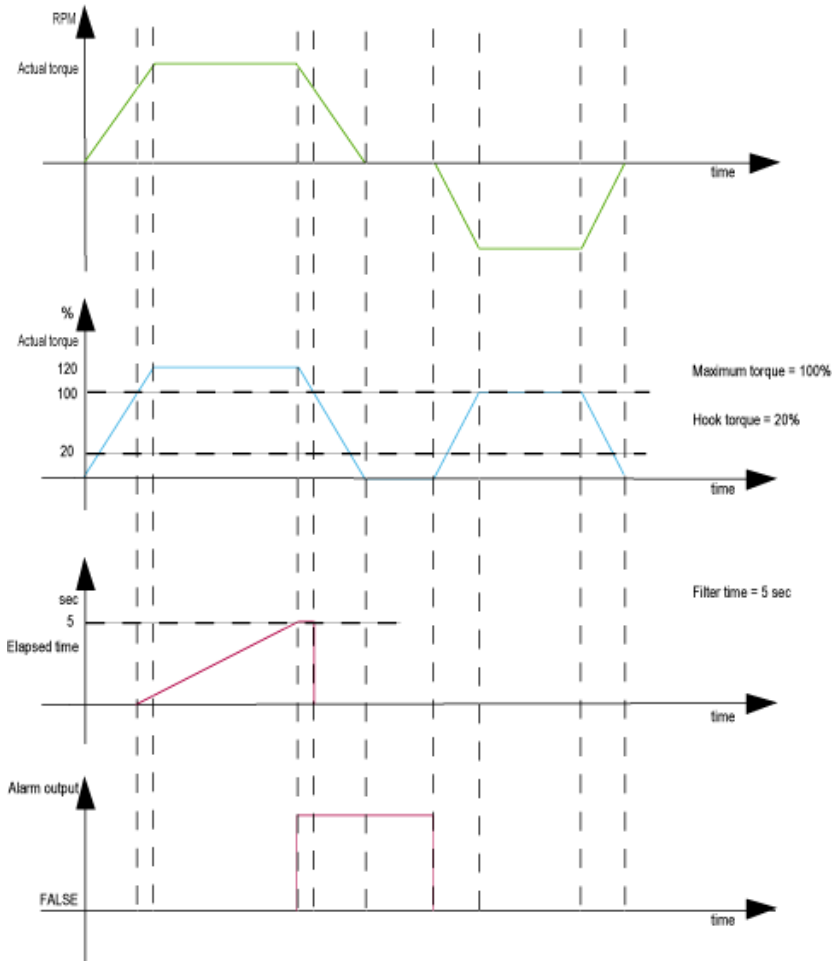 RPM
Actual torque
time
%
Actual torque
120
100
20
Maximum torque = 100%
Hook torque = 20%
time
sec
5
Elapsed time
Filter time = 5 sec
time
Alarm output
FALSE
time